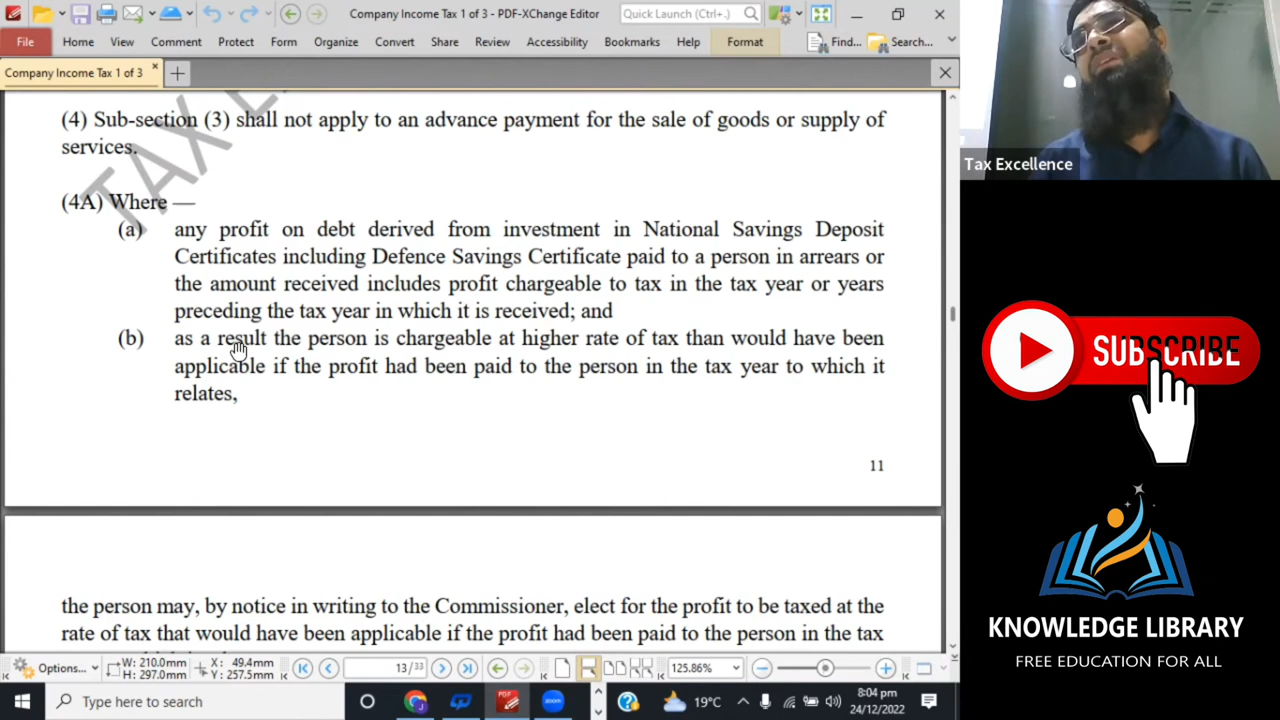 Company Income Tax 1 of 3 - PDF-XChange Editor
Quick Launch (Ctrl+.)
File Home View Comment Protect Form Organize Convert Share Review Accessibility Bookmarks Help Format Find... Search...
Company Income Tax 1 of 3
TAX
(4) Sub-section (3) shall not apply to an advance payment for the sale of goods or supply of
services.
(4A) Where —
(a) any profit on debt derived from investment in National Savings Deposit
Certificates including Defence Savings Certificate paid to a person in arrears or
the amount received includes profit chargeable to tax in the tax year or years
preceding the tax year in which it is received; and
(b) as a result the person is chargeable at higher rate of tax than would have been
applicable if the profit had been paid to the person in the tax year to which it
relates,
11
the person may, by notice in writing to the Commissioner, elect for the profit to be taxed at the
rate of tax that would have been applicable if the profit had been paid to the person in the tax
Options...
W: 210.0mm
H: 297.0mm
X: 49.4mm
Y: 257.5mm
13 / 33
125.86%
Type here to search
PDF
zoom
19°C
8:04 pm
24/12/2022
Tax Excellence
SUBSCRIBE
KNOWLEDGE LIBRARY
FREE EDUCATION FOR ALL